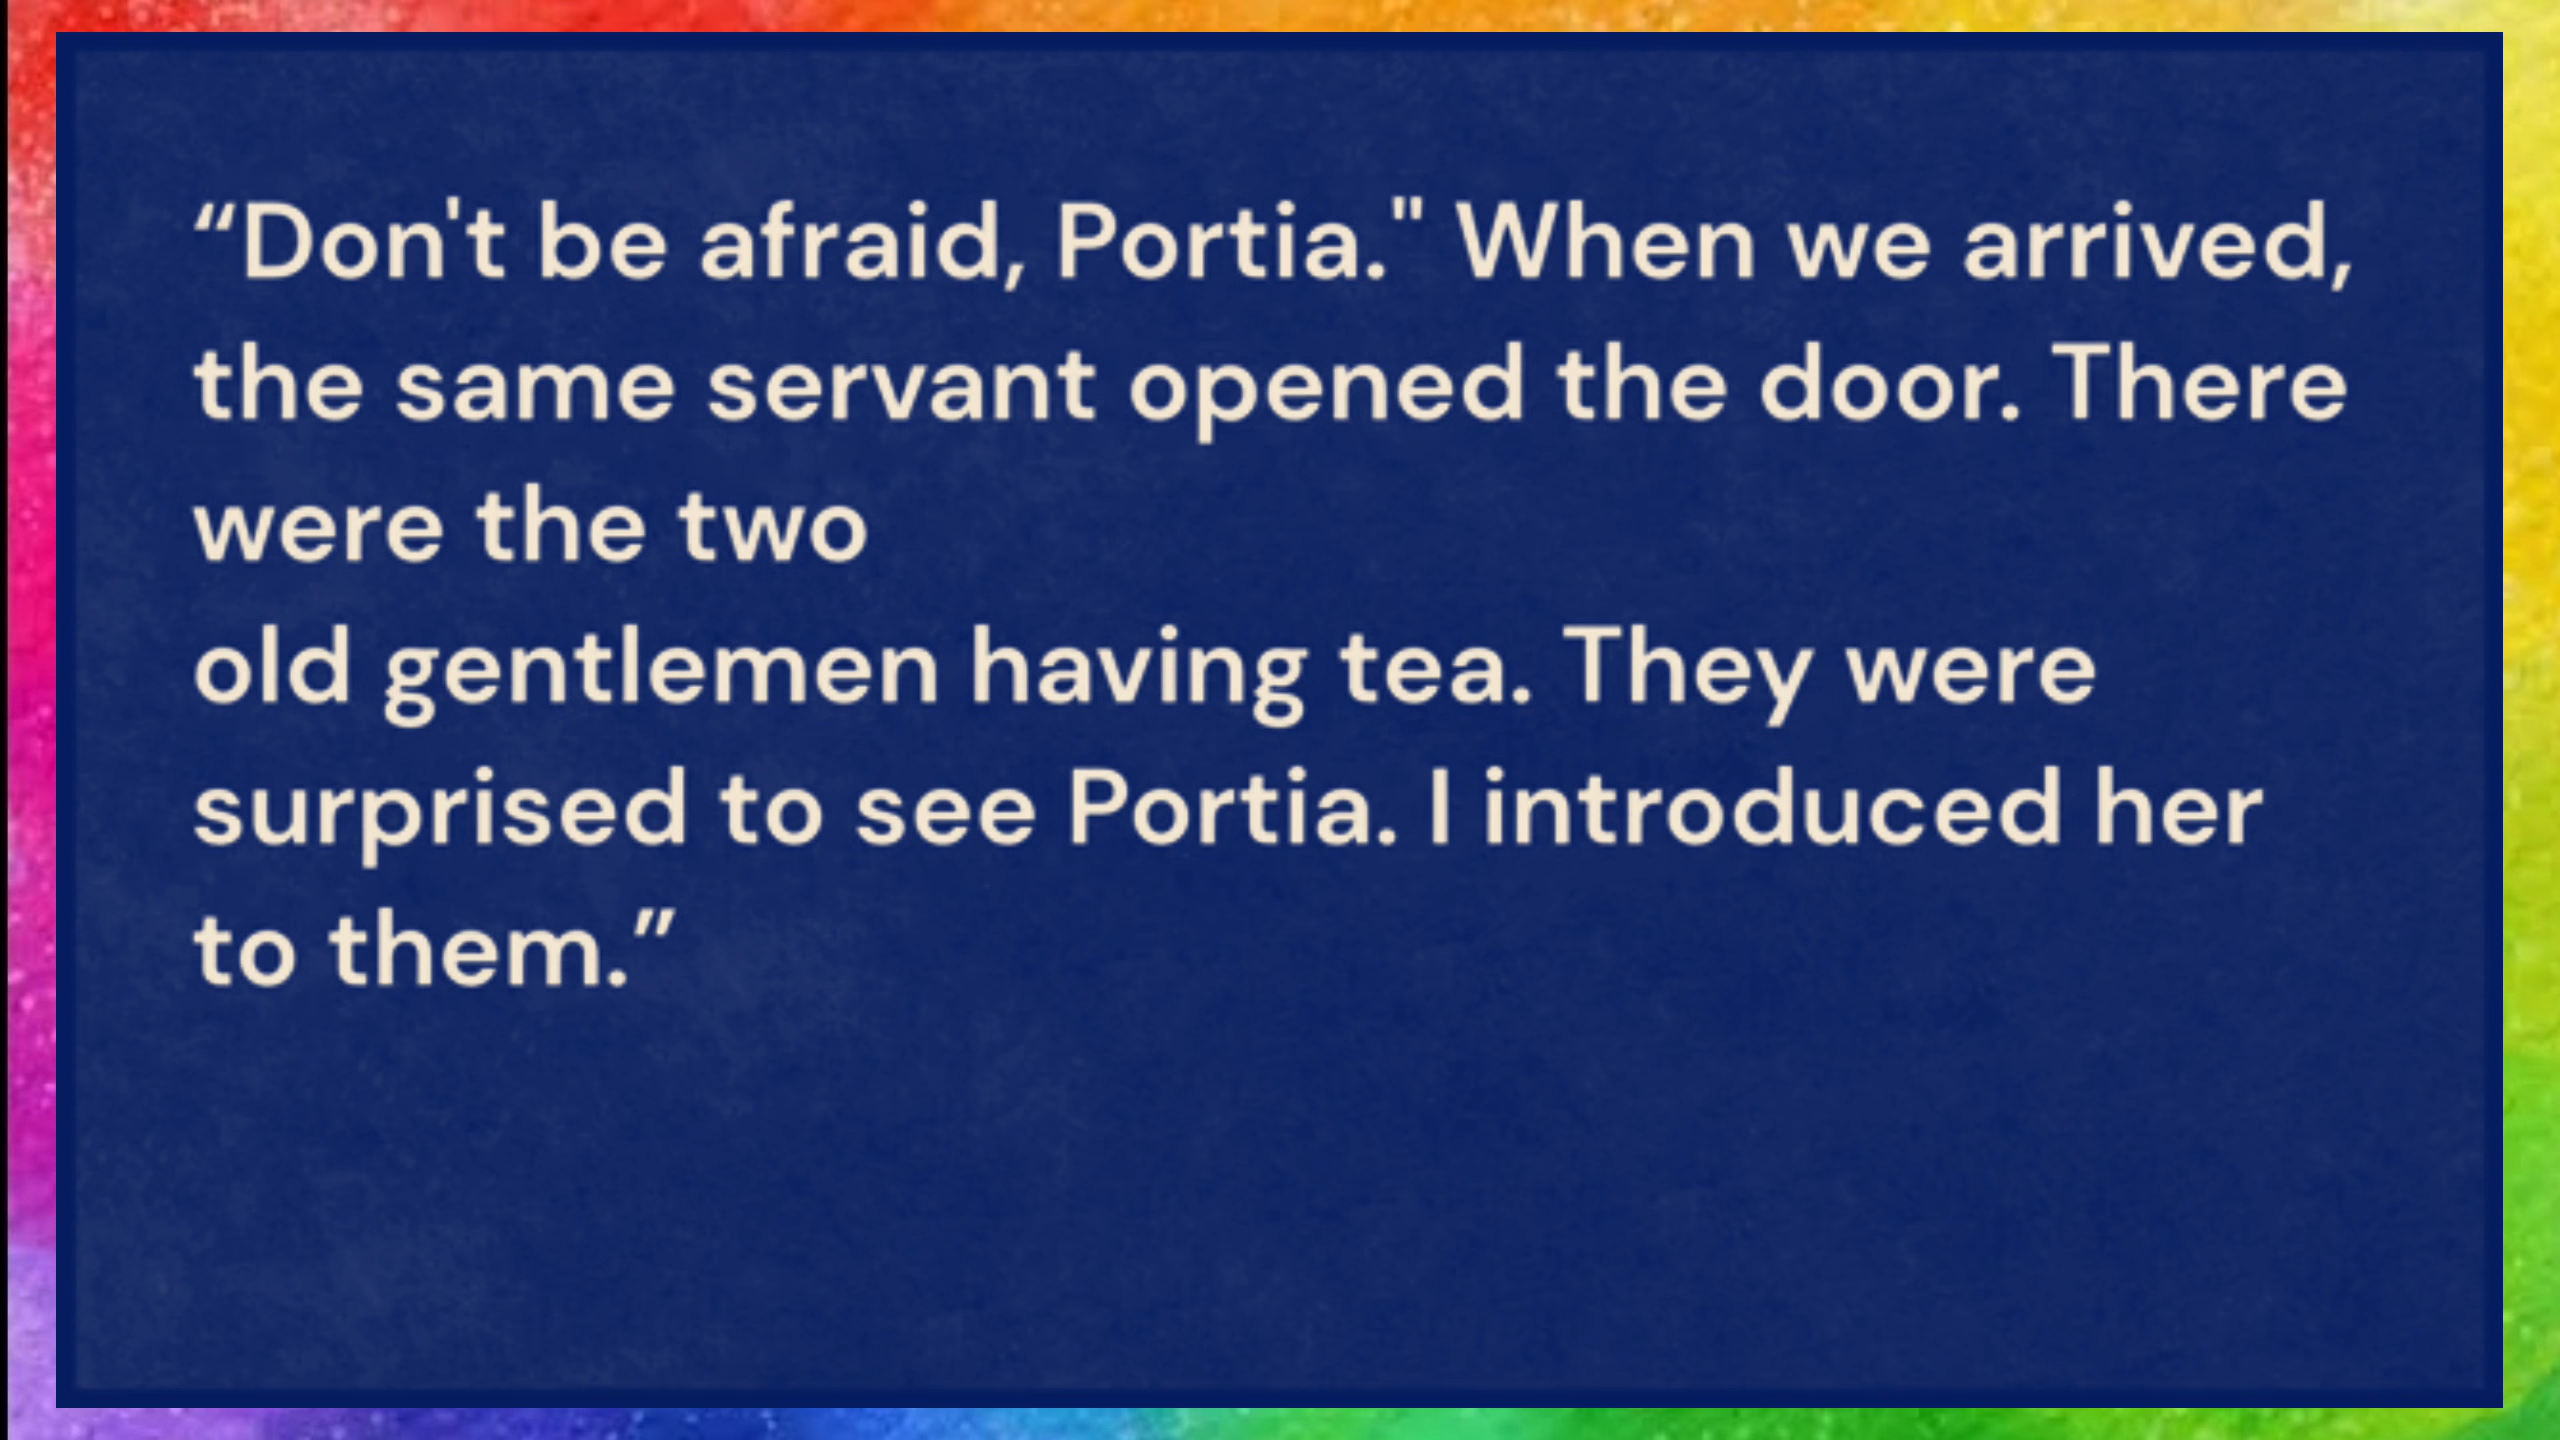 “Don't be afraid, Portia." When we arrived,
the same servant opened the door. There
were the two
old gentlemen having tea. They were
surprised to see Portia. I introduced her
to them.”